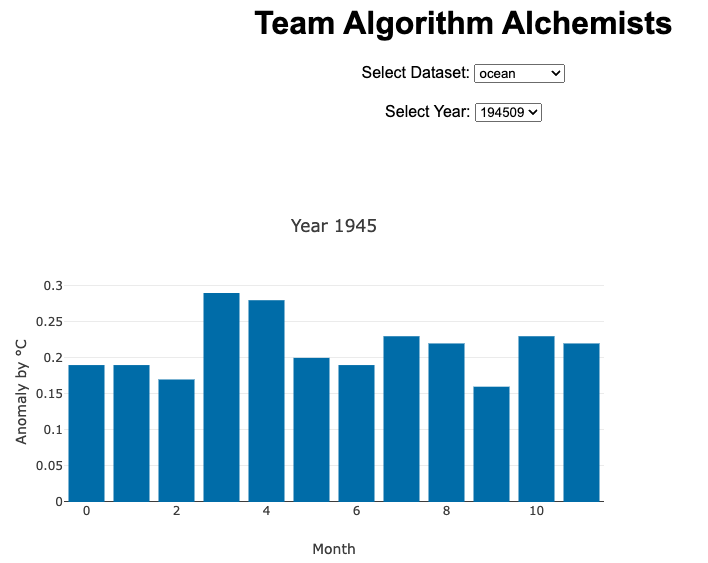 Team Algorithm Alchemists
Select Dataset: ocean
Select Year: 194509
Year 1945
0.3
0.25
0.2
0.15
0.1
0.05
0
Anomaly by °C
0 2 4 6 8 10
Month